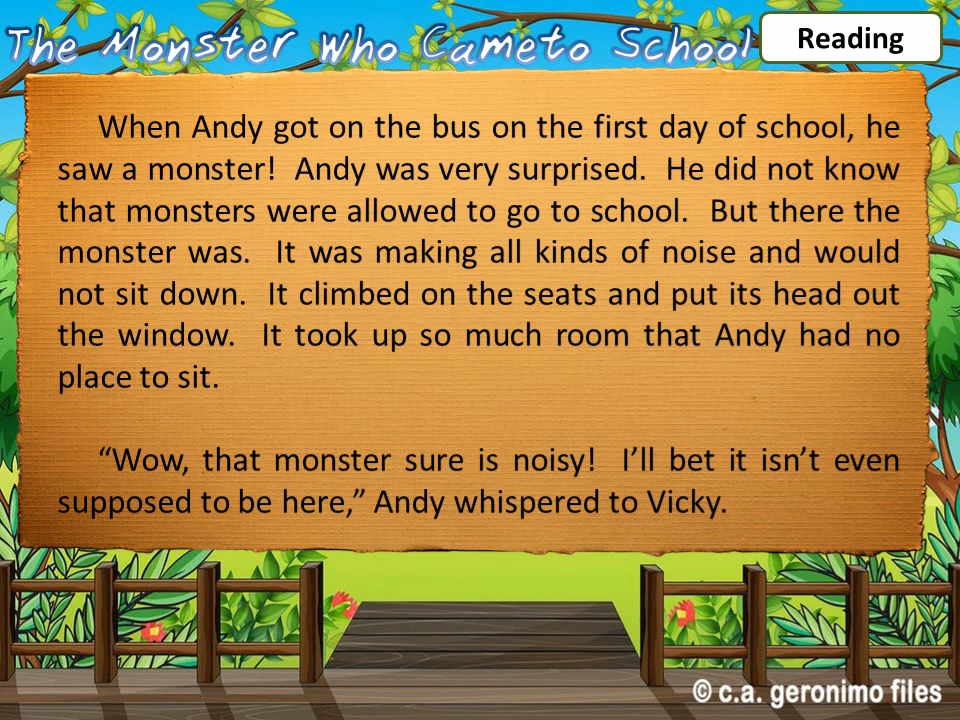 The Monster Who Cameto School
Reading
When Andy got on the bus on the first day of school, he
saw a monster! Andy was very surprised. He did not know
that monsters were allowed to go to school. But there the
monster was. It was making all kinds of noise and would
not sit down. It climbed on the seats and put its head out
the window. It took up so much room that Andy had no
place to sit.
“Wow, that monster sure is noisy! I’ll bet it isn’t even
supposed to be here,” Andy whispered to Vicky.
© c.a. geronimo files